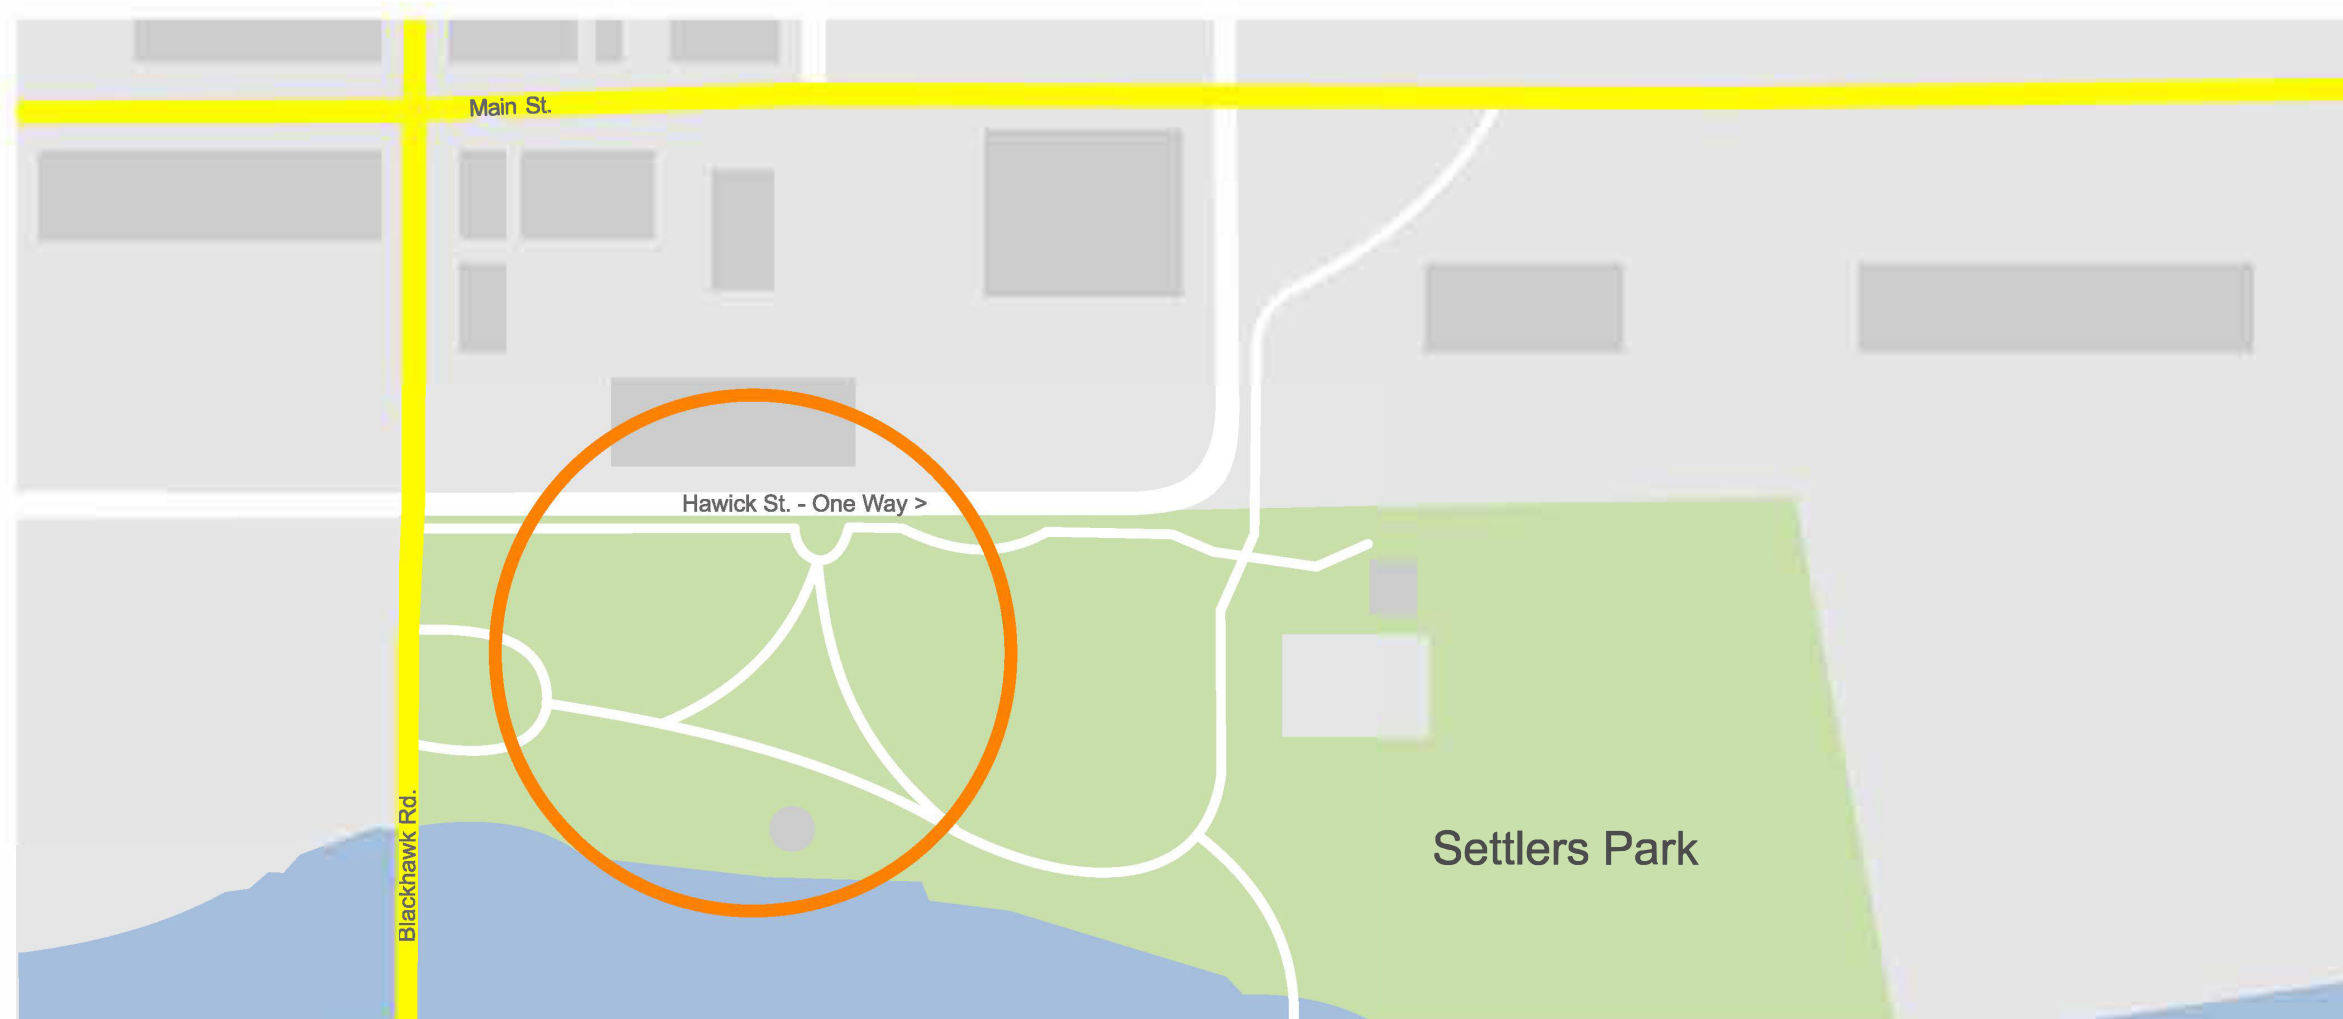 Main St.
Hawick St. - One Way >
Blackhawk Rd.
Settlers Park